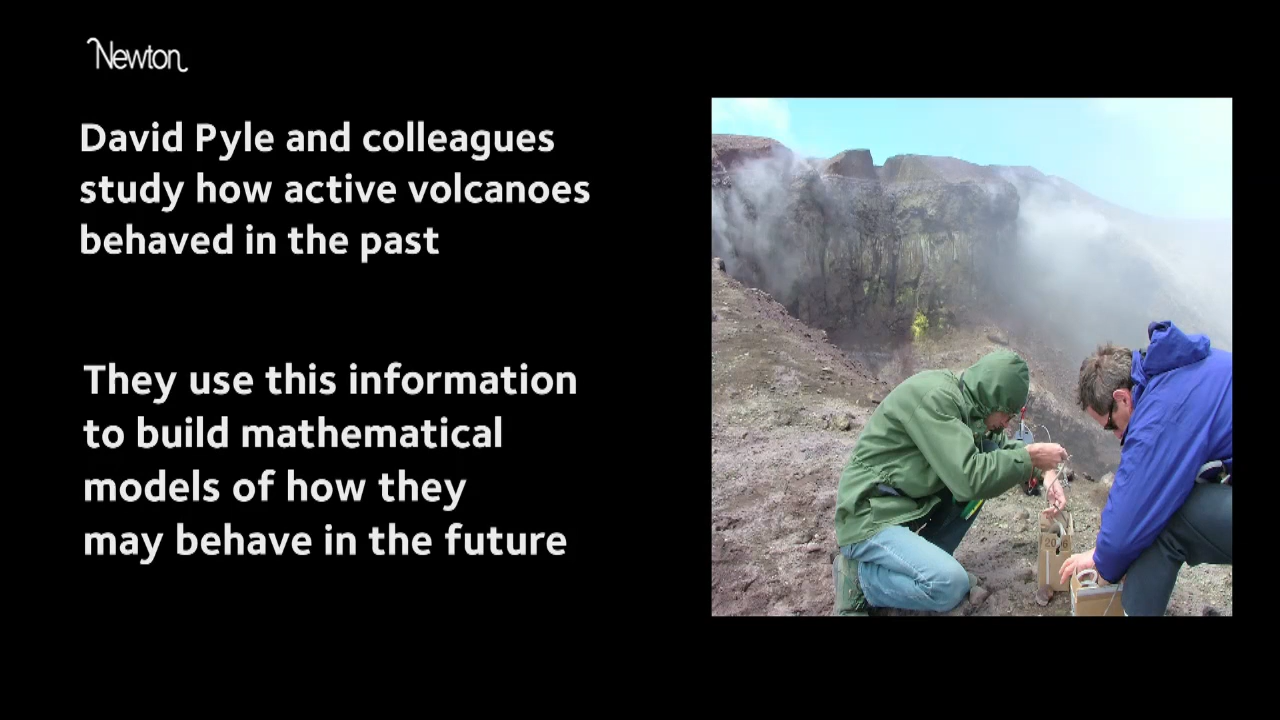 Newton
David Pyle and colleagues
study how active volcanoes
behaved in the past
They use this information
to build mathematical
models of how they
may behave in the future